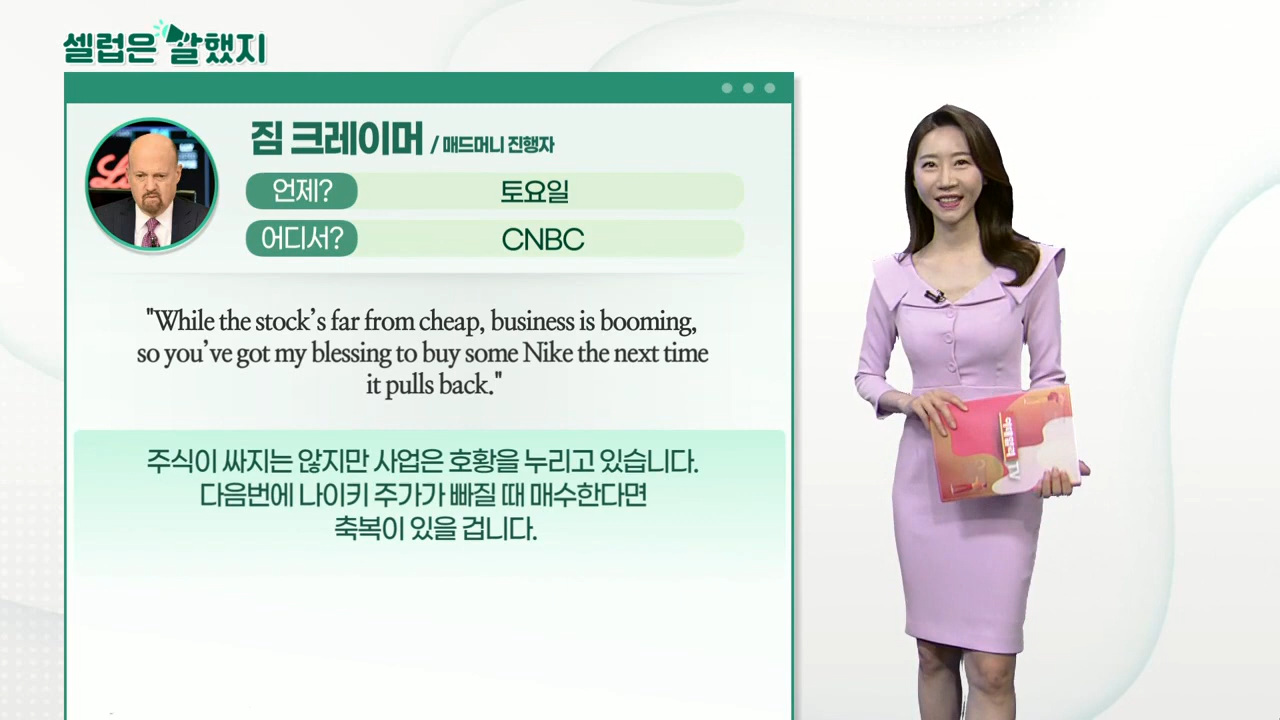 셀럽은 말했지
짐 크레이머 / 매드머니 진행자
언제? 토요일
어디서? CNBC
"While the stock’s far from cheap, business is booming,
so you’ve got my blessing to buy some Nike the next time
it pulls back."
주식이 싸지는 않지만 사업은 호황을 누리고 있습니다.
다음번에 나이키 주가가 빠질 때 매수한다면
축복이 있을 겁니다.